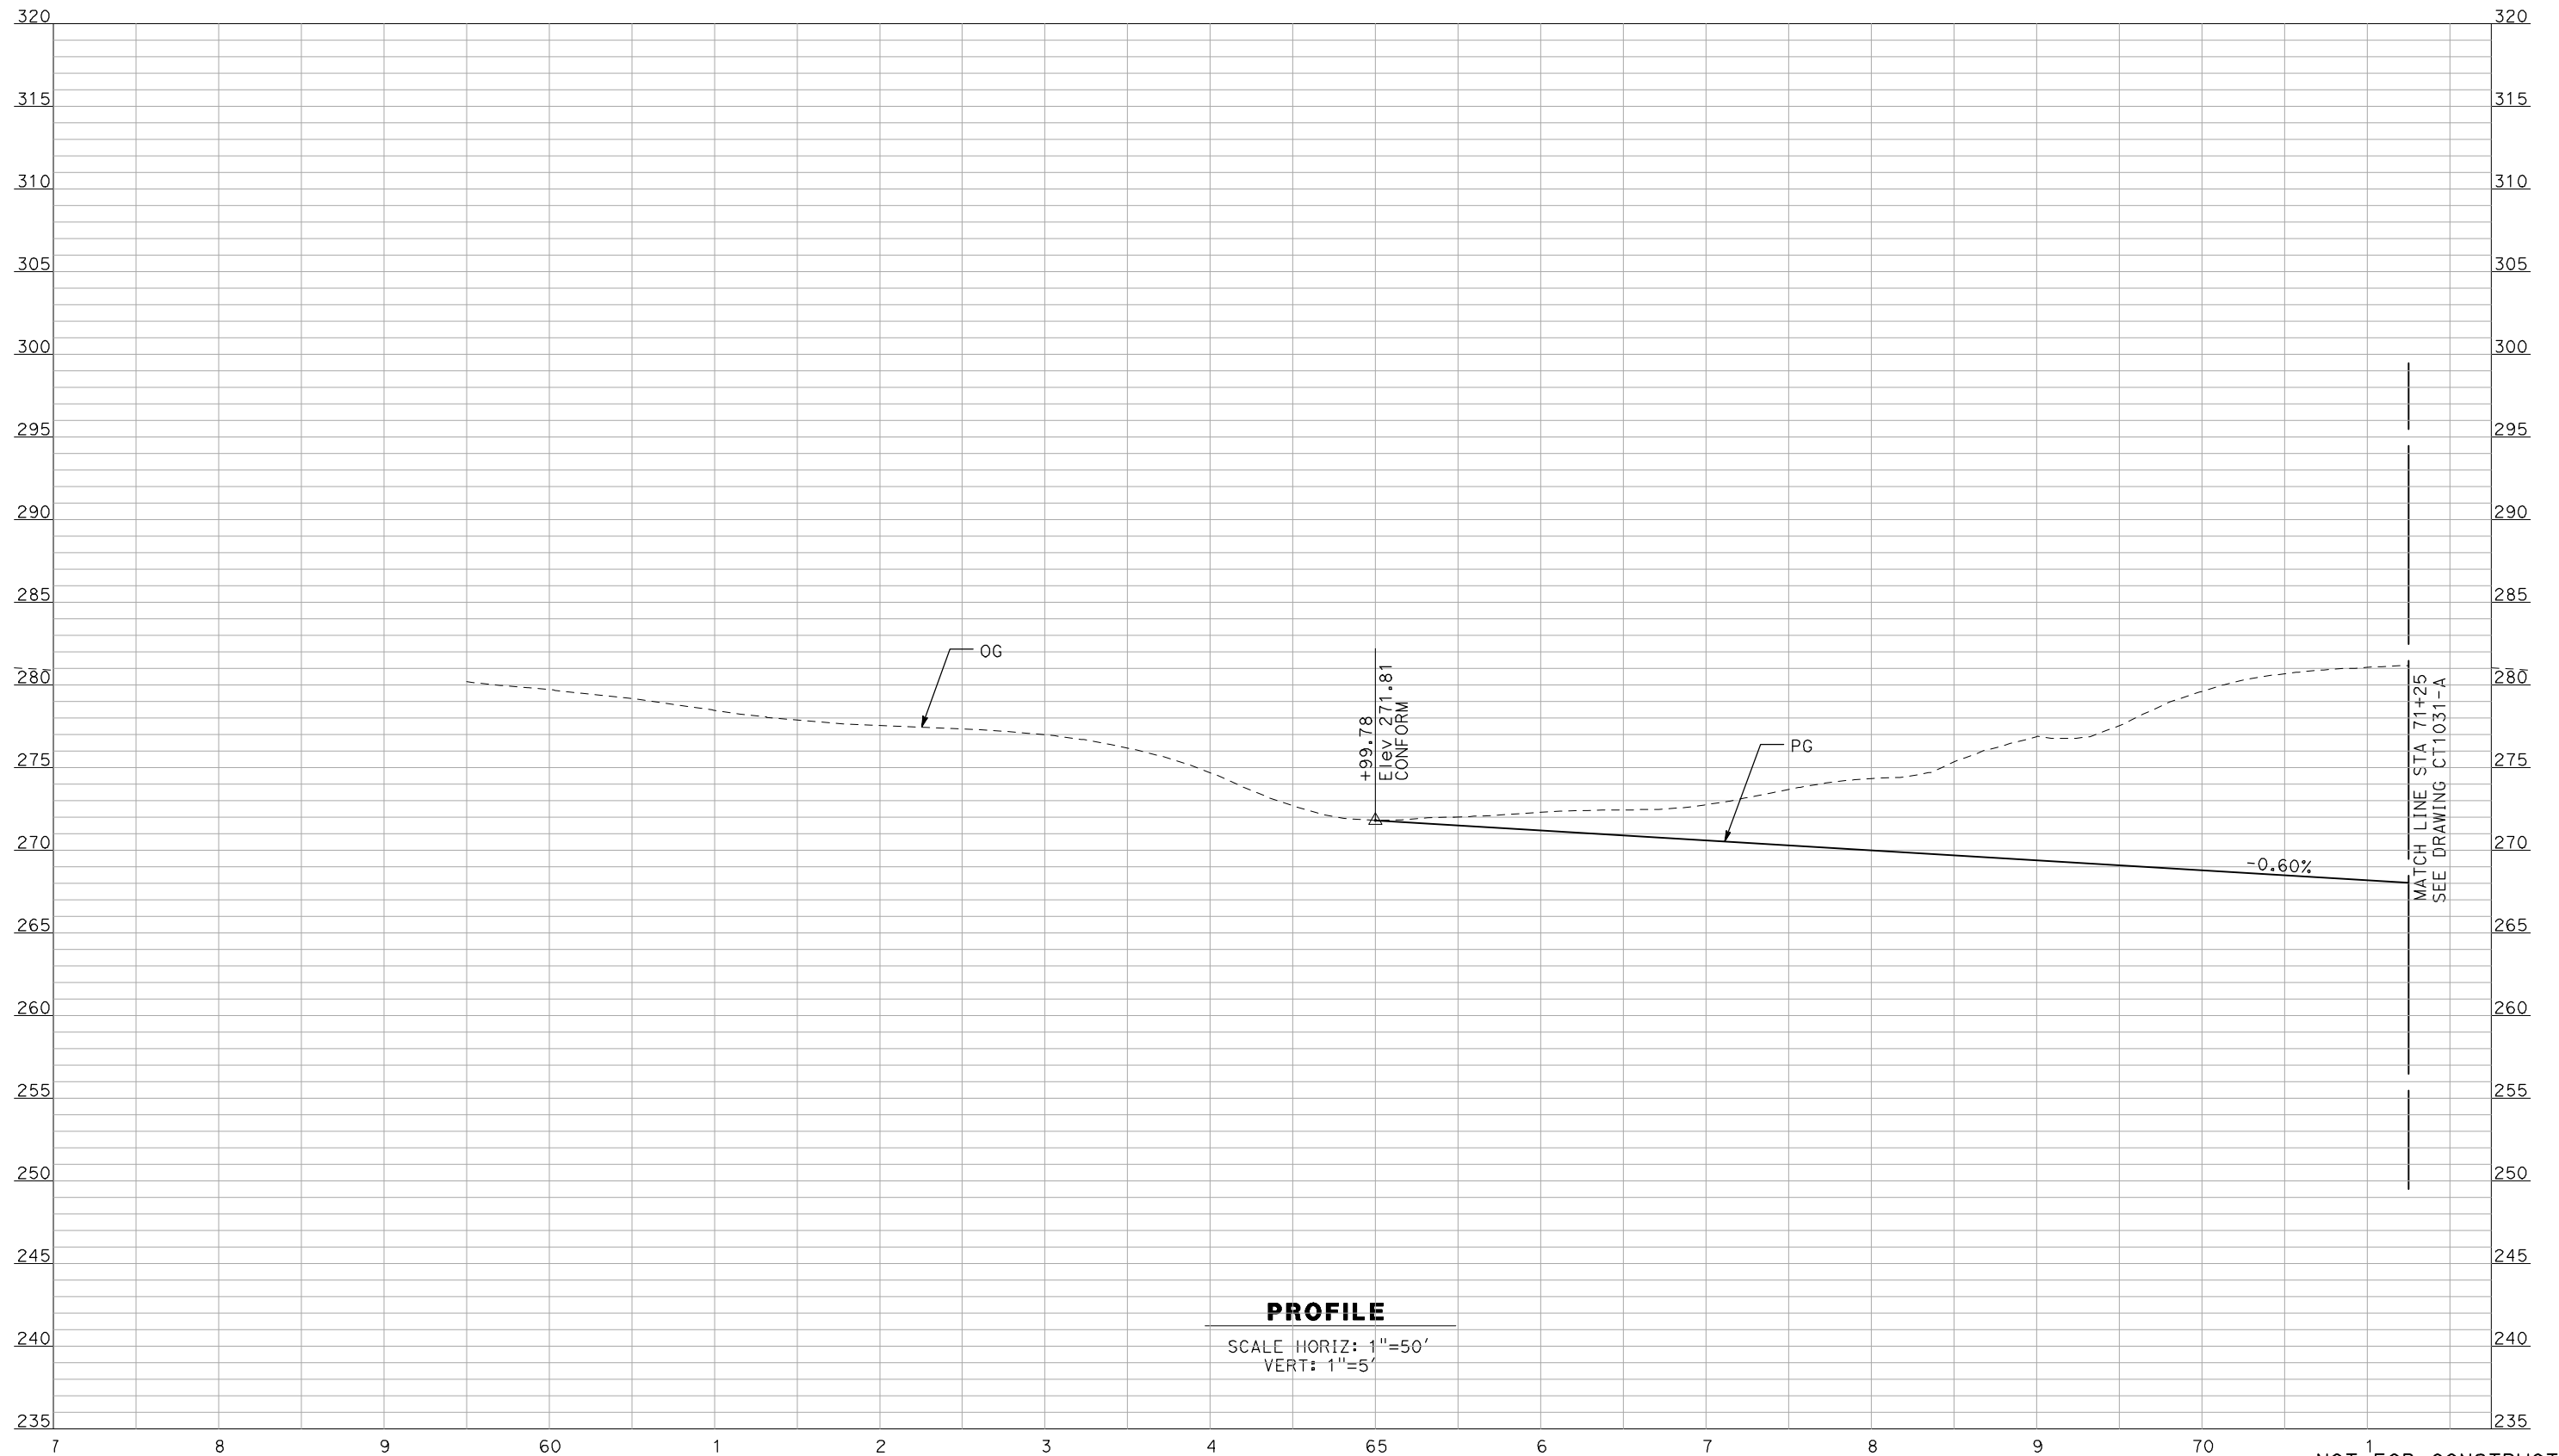 320 320
315 315
310 310
305 305
300 300
295 295
290 290
285 285
280 280
275 275
270 270
265 265
260 260
255 255
250 250
245 245
240 240
235 235
OG
+99.78
Elev 271.81
CONFORM
PG
-0.60%
MATCH LINE STA 71+25
SEE DRAWING CT1031-A
PROFILE
SCALE HORIZ: 1"=50'
VERT: 1"=5'
7 8 9 60 1 2 3 4 65 6 7 8 9 70 1